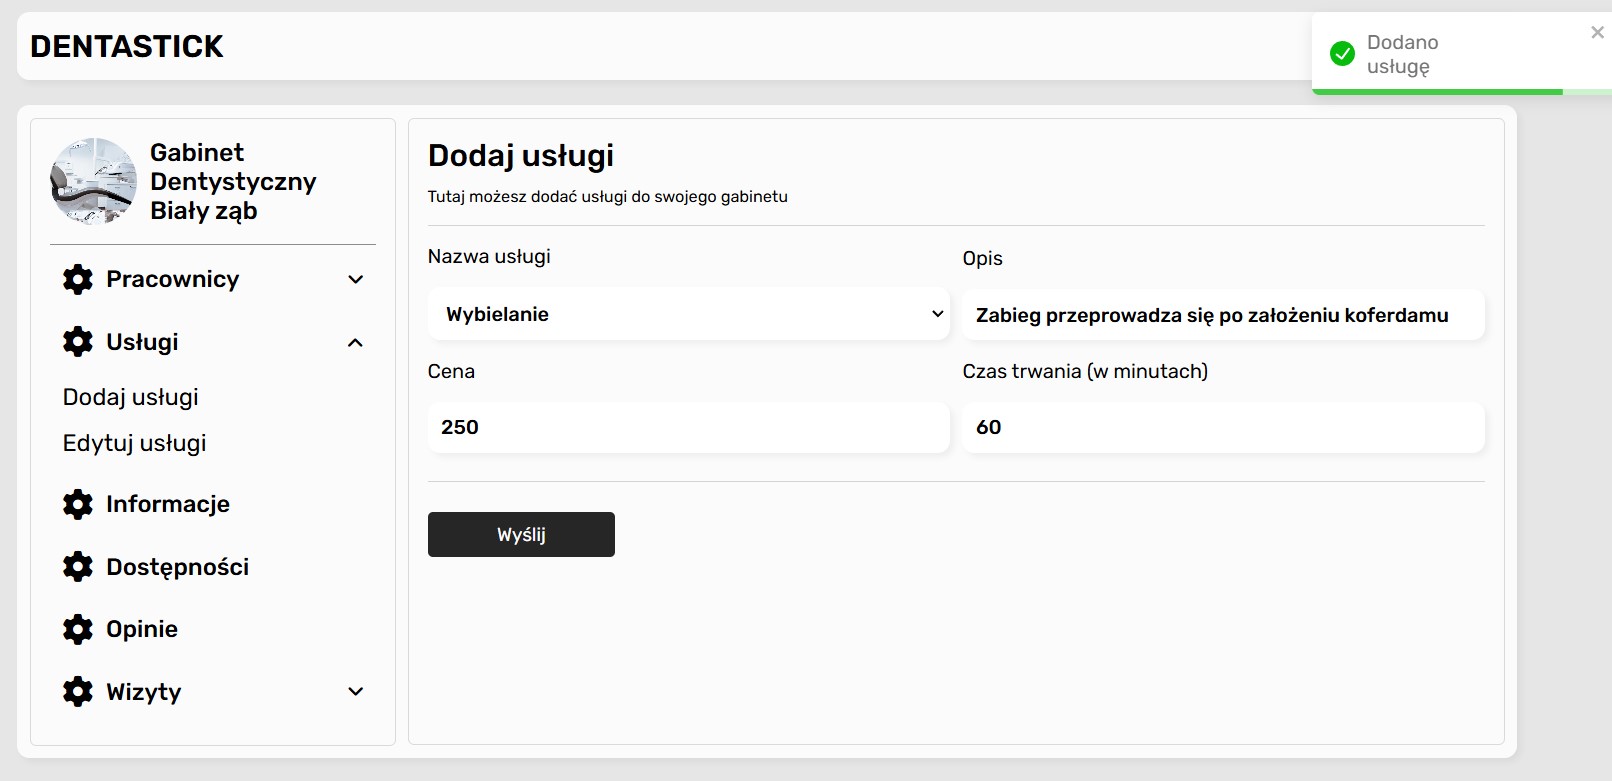 DENTASTICK
Dodano
usługę
Gabinet
Dentystyczny
Biały ząb
Pracownicy
Usługi
Dodaj usługi
Edytuj usługi
Informacje
Dostępności
Opinie
Wizyty
Dodaj usługi
Tutaj możesz dodać usługi do swojego gabinetu
Nazwa usługi
Wybielanie
Opis
Zabieg przeprowadza się po założeniu koferdamu
Cena
250
Czas trwania (w minutach)
60
Wyślij